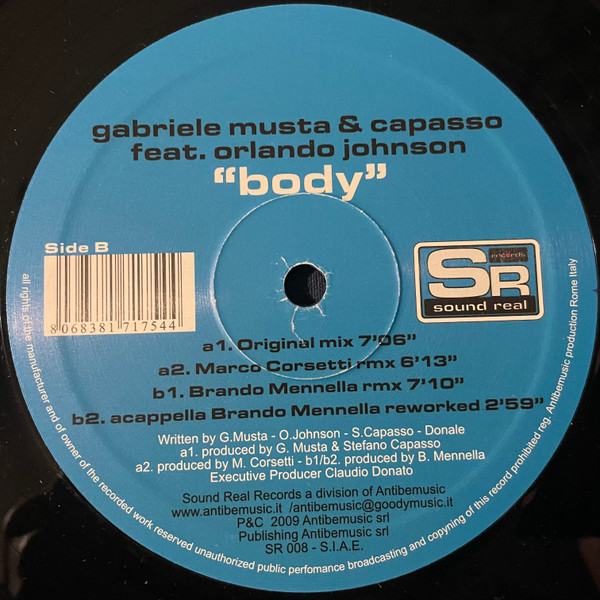 gabriele musta & capasso
feat. orlando johnson
“body”
Side B
8 068381 717544
records
SR
sound real
a1. Original mix 7'06”
a2. Marco Corsetti rmx 6'13”
b1. Brando Mennella rmx 7'10”
b2. acappella Brando Mennella reworked 2'59”
Written by G.Musta - O.Johnson - S.Capasso - Donale
a1. produced by G. Musta & Stefano Capasso
a2. produced by M. Corsetti - b1/b2. produced by B. Mennella
Executive Producer Claudio Donato
Sound Real Records a division of Antibemusic
www.antibemusic.it /antibemusic@goodymusic.it
P&C 2009 Antibemusic srl
Publishing Antibemusic srl
SR 008 - S.I.A.E.
all rights of the manufacturer and of owner of the recorded work reserved unauthorized public perfomance broadcasting and copyning of this record prohibited reg. Antibemusic production Rome Italy